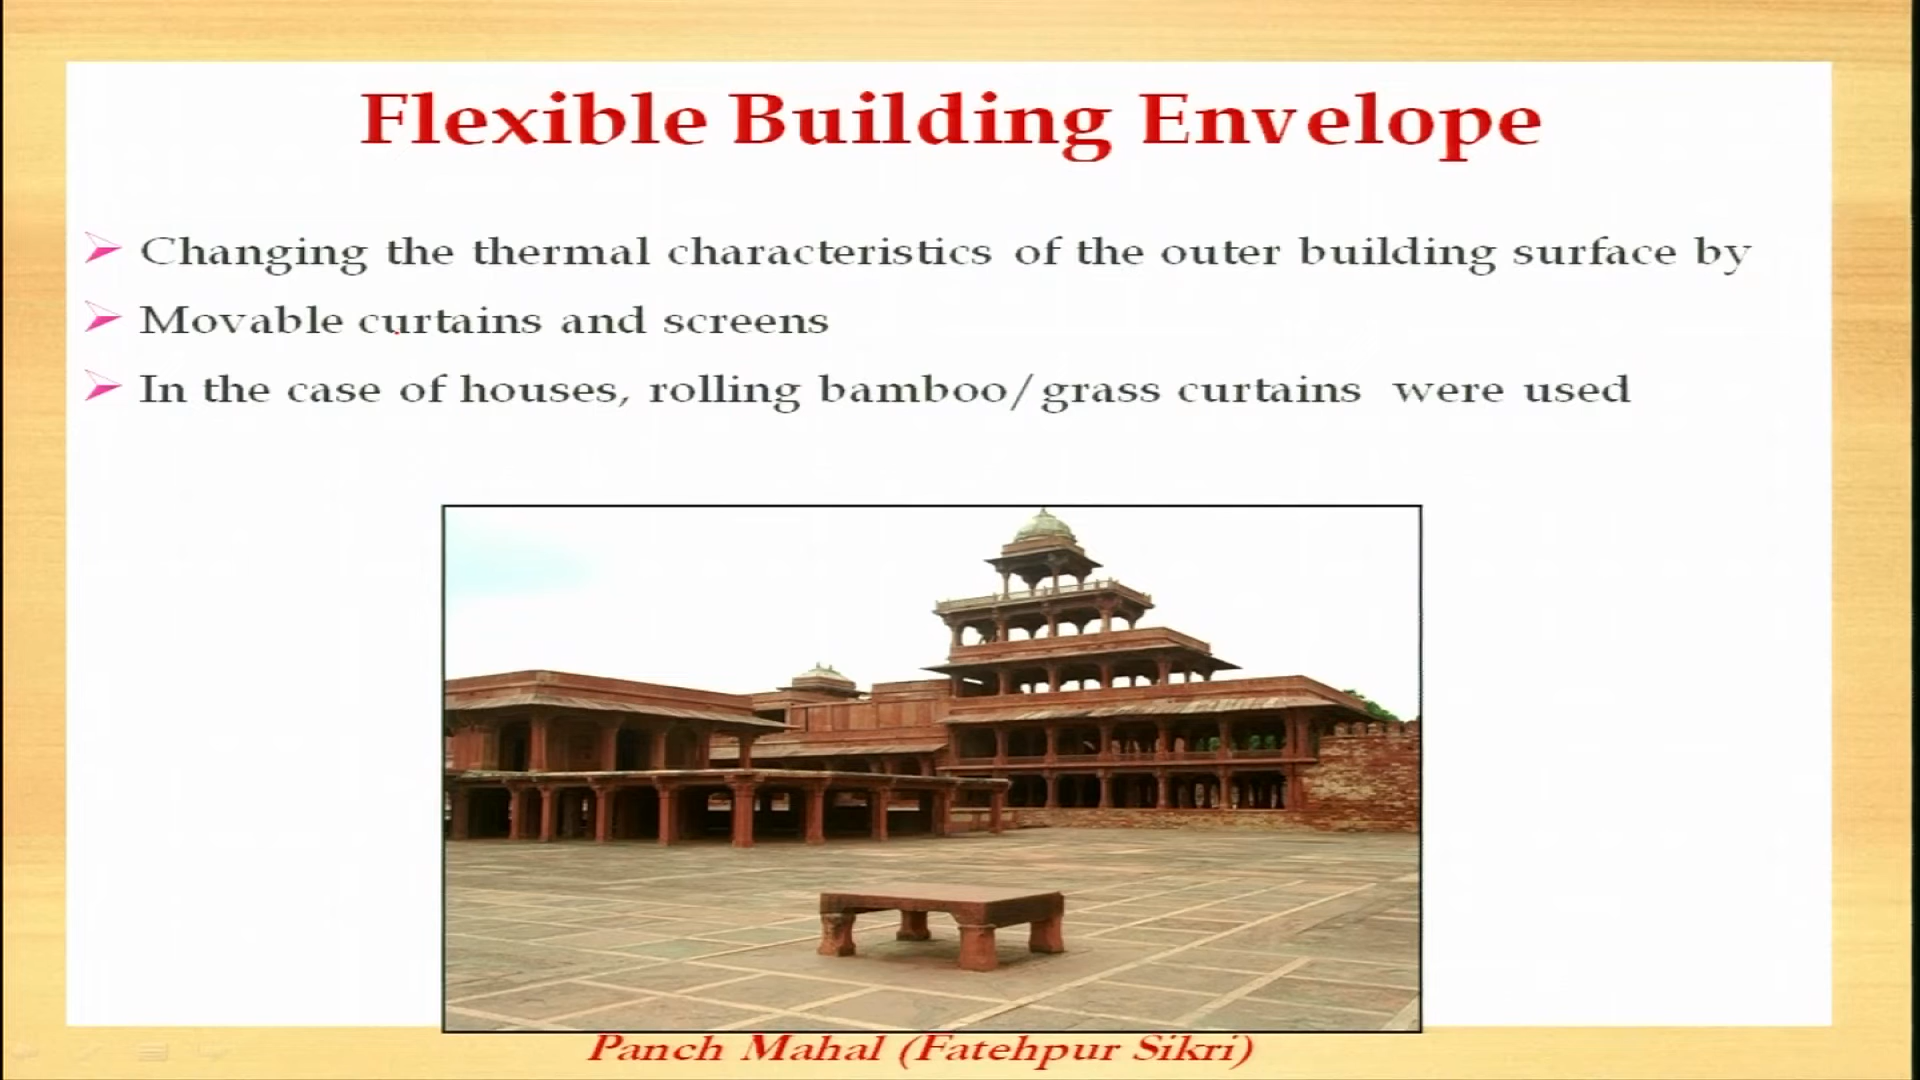 Flexible Building Envelope
Changing the thermal characteristics of the outer building surface by
Movable curtains and screens
In the case of houses, rolling bamboo/grass curtains were used
Panch Mahal (Fatehpur Sikri)